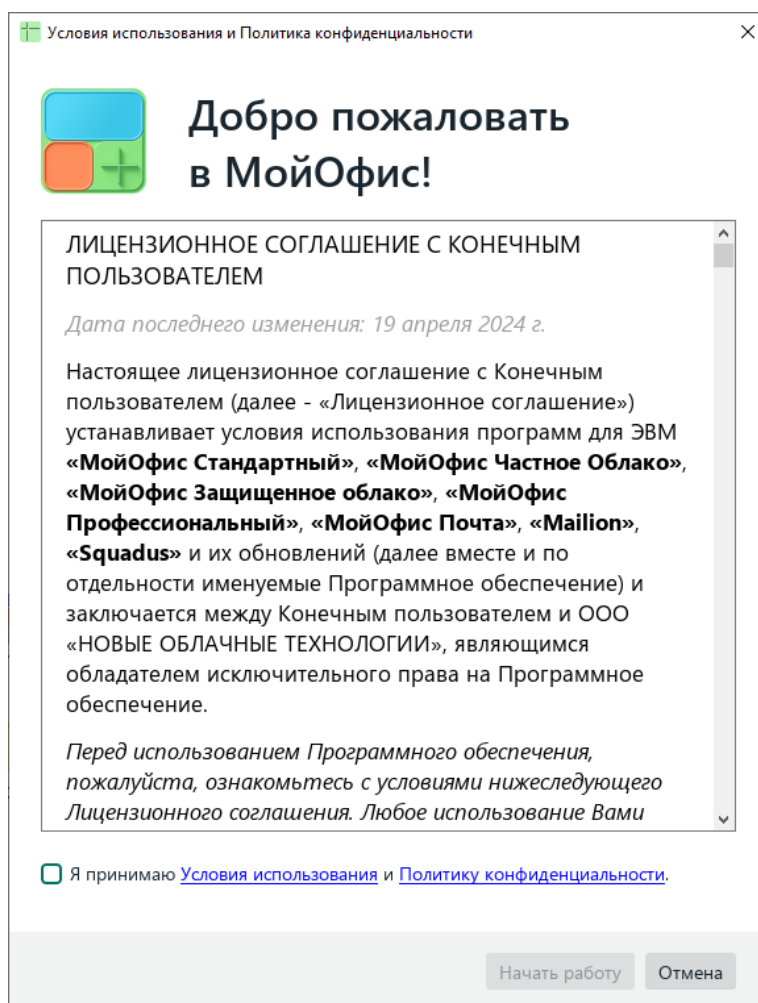 Условия использования и Политика конфиденциальности
Добро пожаловать
в МойОфис!
ЛИЦЕНЗИОННОЕ СОГЛАШЕНИЕ С КОНЕЧНЫМ
ПОЛЬЗОВАТЕЛЕМ
Дата последнего изменения: 19 апреля 2024 г.
Настоящее лицензионное соглашение с Конечным
пользователем (далее - «Лицензионное соглашение»)
устанавливает условия использования программ для ЭВМ
«МойОфис Стандартный», «МойОфис Частное Облако»,
«МойОфис Защищенное облако», «МойОфис
Профессиональный», «МойОфис Почта», «Mailion»,
«Squadus» и их обновлений (далее вместе и по
отдельности именуемые Программное обеспечение) и
заключается между Конечным пользователем и ООО
«НОВЫЕ ОБЛАЧНЫЕ ТЕХНОЛОГИИ», являющимся
обладателем исключительного права на Программное
обеспечение.
Перед использованием Программного обеспечения,
пожалуйста, ознакомьтесь с условиями нижеследующего
Лицензионного соглашения. Любое использование Вами
Я принимаю Условия использования и Политику конфиденциальности.
Начать работу Отмена